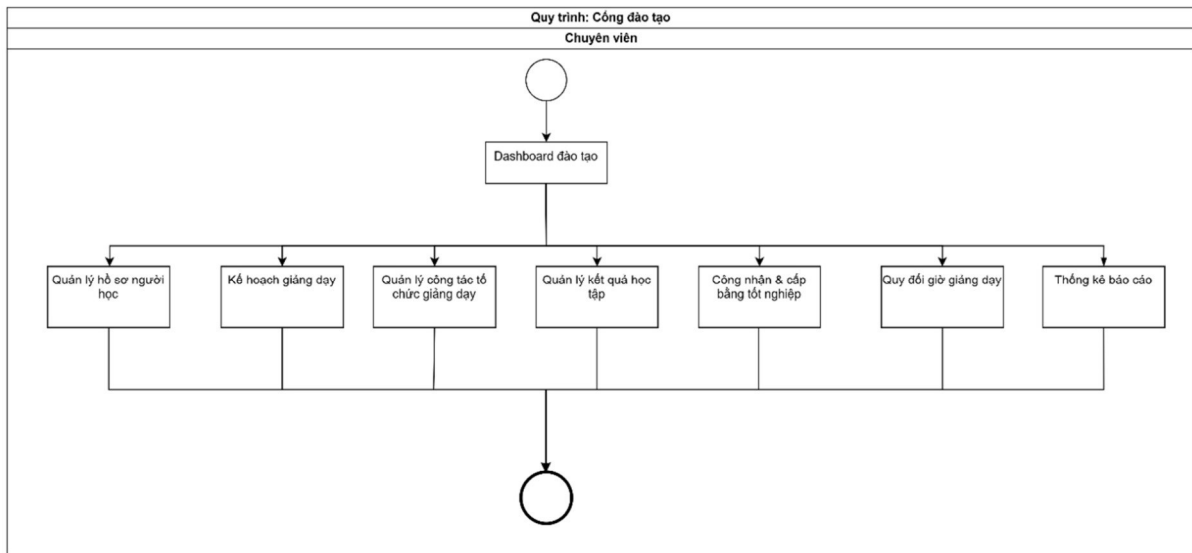 Quy trình: Cổng đào tạo
Chuyên viên
Dashboard đào tạo
Quản lý hồ sơ người
học
Kế hoạch giảng dạy
Quản lý công tác tổ
chức giảng dạy
Quản lý kết quả học
tập
Công nhận & cấp
bằng tốt nghiệp
Quy đổi giờ giảng dạy
Thống kê báo cáo